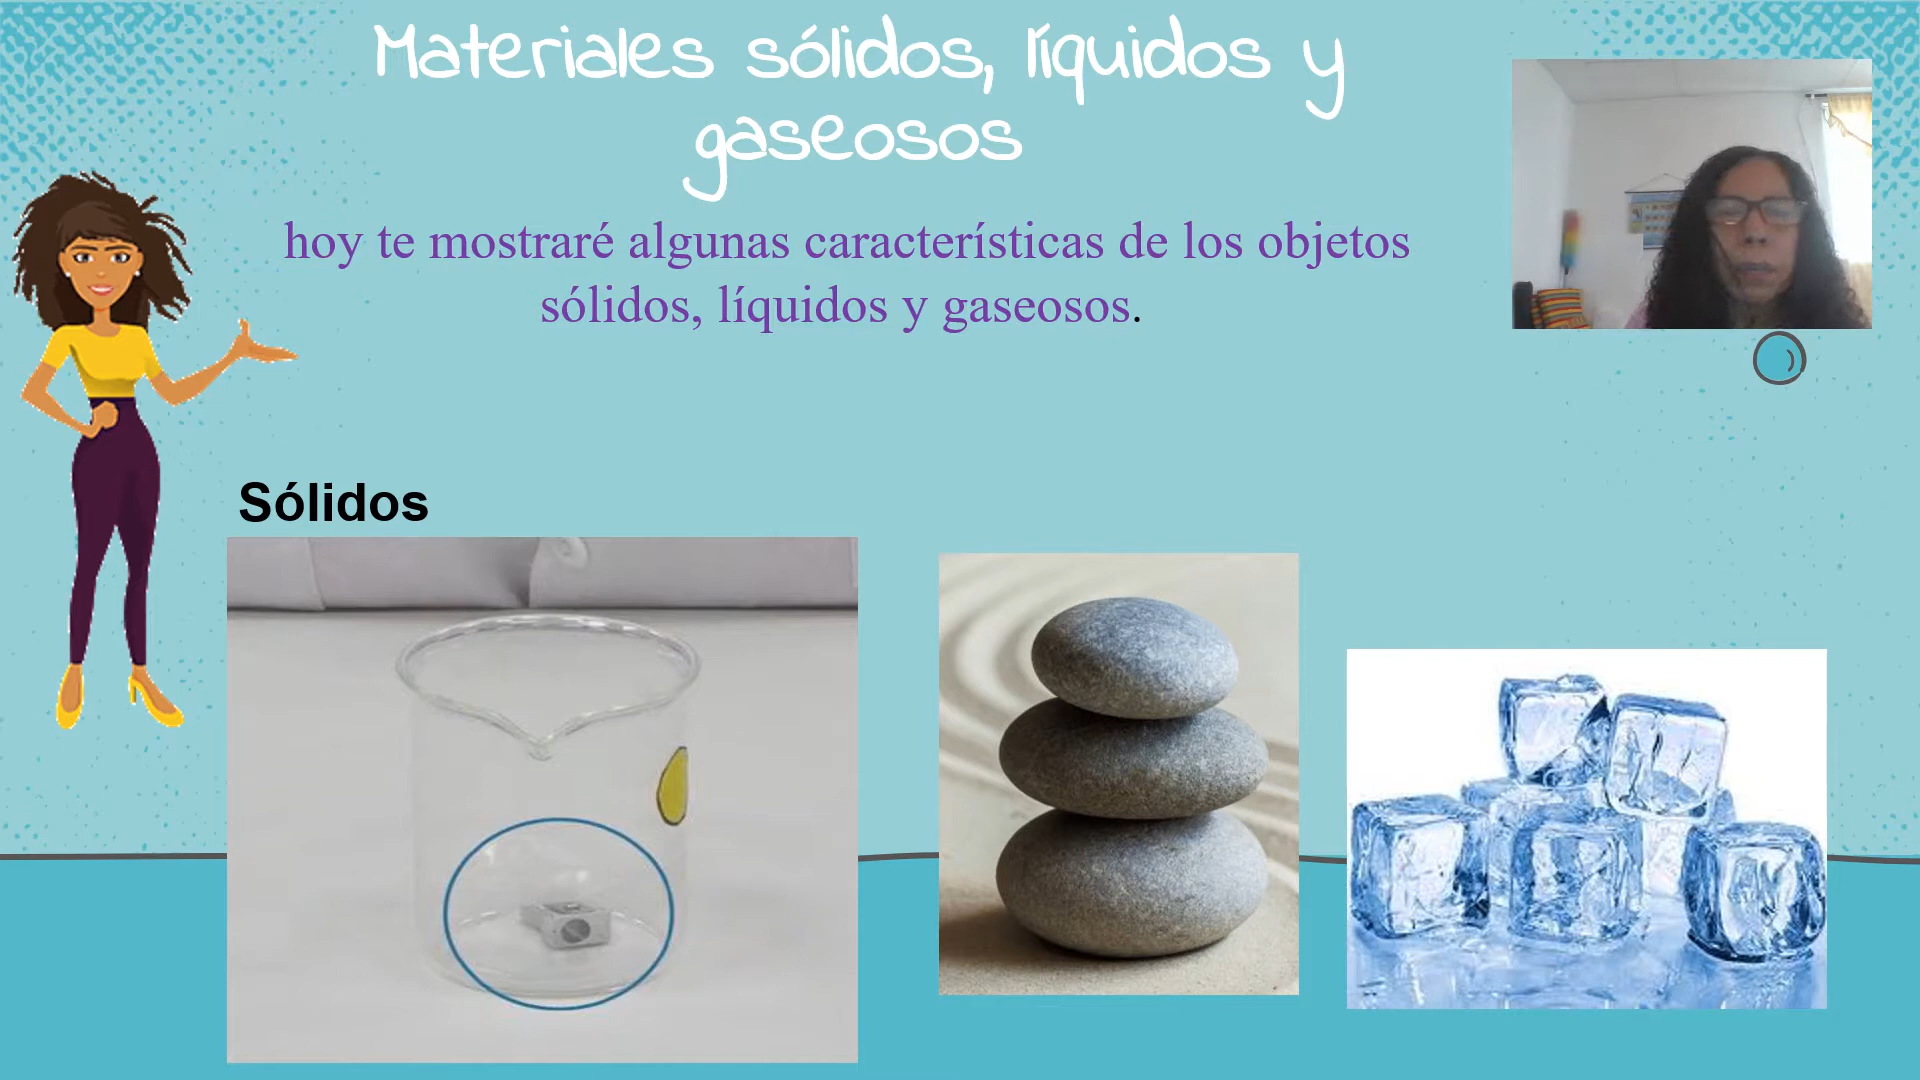 Materiales sólidos, líquidos y
gaseosos
hoy te mostraré algunas características de los objetos
sólidos, líquidos y gaseosos.
Sólidos